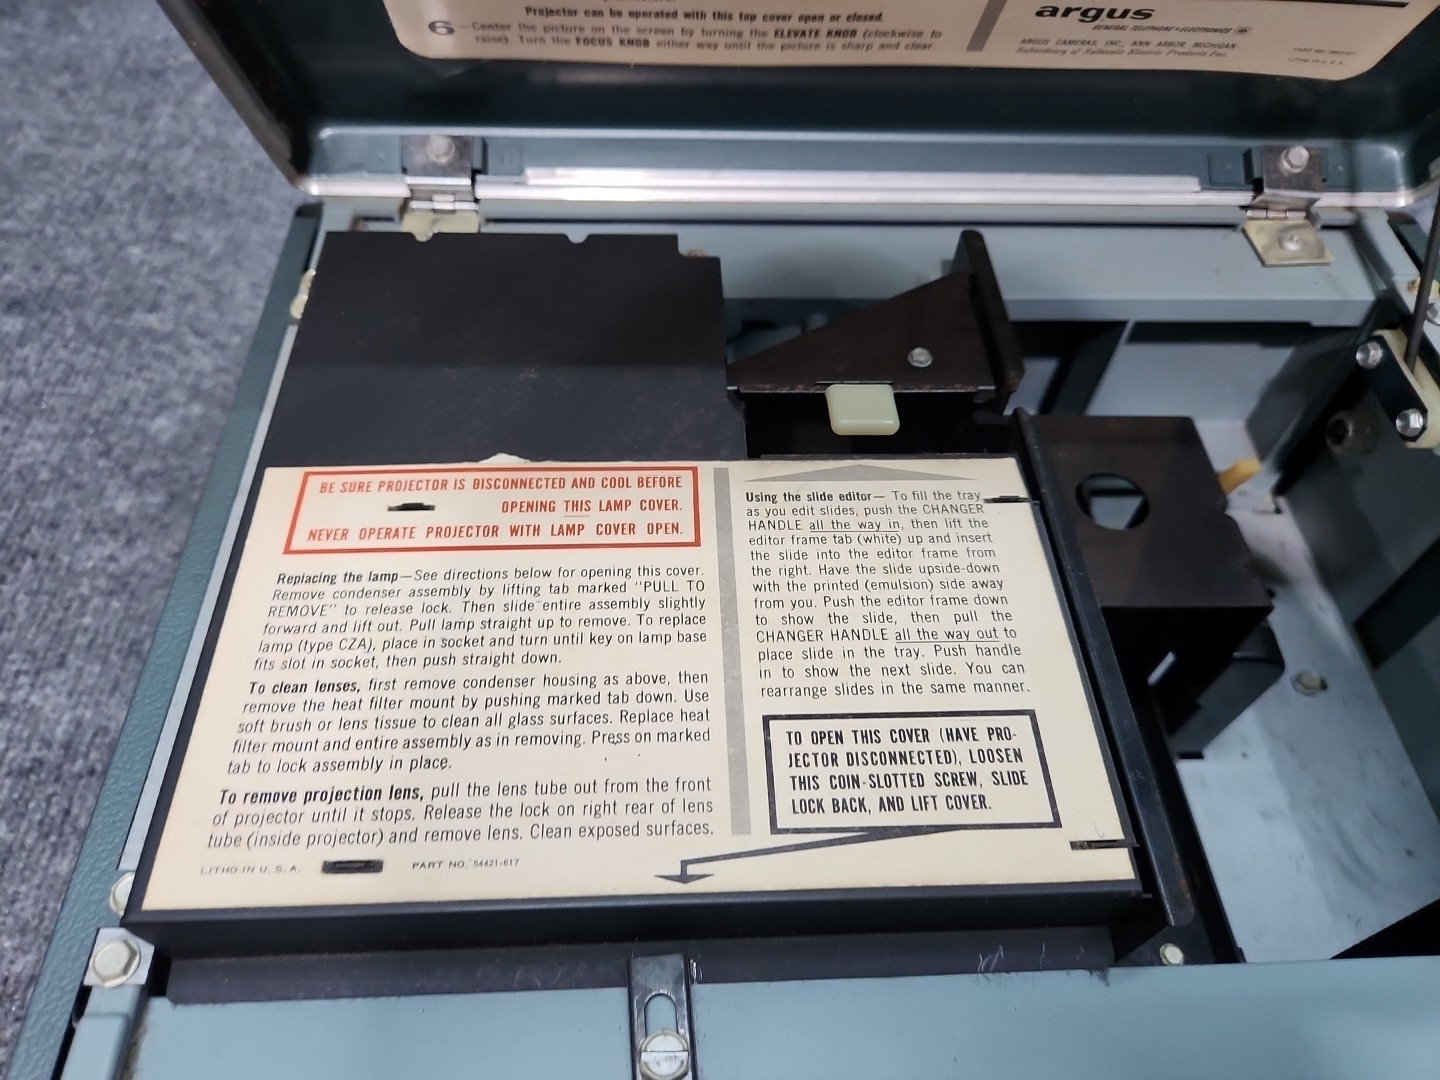 Projector can be operated with this top cover open or closed.
6—Center the picture on the screen by turning the ELEVATE KNOB (clockwise to
raise). Turn the FOCUS KNOB either way until the picture is sharp and clear.
argus
GENERAL TELEPHONE & ELECTRONICS
ARGUS CAMERAS, INC., ANN ARBOR, MICHIGAN
Subsidiary of Sylvania Electric Products Inc.
PART NO.
LITHO IN U. S. A.
BE SURE PROJECTOR IS DISCONNECTED AND COOL BEFORE
OPENING THIS LAMP COVER.
NEVER OPERATE PROJECTOR WITH LAMP COVER OPEN.
Replacing the lamp—See directions below for opening this cover.
Remove condenser assembly by lifting tab marked "PULL TO
REMOVE" to release lock. Then slide entire assembly slightly
forward and lift out. Pull lamp straight up to remove. To replace
lamp (type CZA), place in socket and turn until key on lamp base
fits slot in socket, then push straight down.
To clean lenses, first remove condenser housing as above, then
remove the heat filter mount by pushing marked tab down. Use
soft brush or lens tissue to clean all glass surfaces. Replace heat
filter mount and entire assembly as in removing. Press on marked
tab to lock assembly in place.
To remove projection lens, pull the lens tube out from the front
of projector until it stops. Release the lock on right rear of lens
tube (inside projector) and remove lens. Clean exposed surfaces.
LITHO IN U. S. A.
PART NO. 54421-617
Using the slide editor— To fill the tray
as you edit slides, push the CHANGER
HANDLE all the way in, then lift the
editor frame tab (white) up and insert
the slide into the editor frame from
the right. Have the slide upside-down
with the printed (emulsion) side away
from you. Push the editor frame down
to show the slide, then pull the
CHANGER HANDLE all the way out to
place slide in the tray. Push handle
in to show the next slide. You can
rearrange slides in the same manner.
TO OPEN THIS COVER (HAVE PRO-
JECTOR DISCONNECTED), LOOSEN
THIS COIN-SLOTTED SCREW, SLIDE
LOCK BACK, AND LIFT COVER.